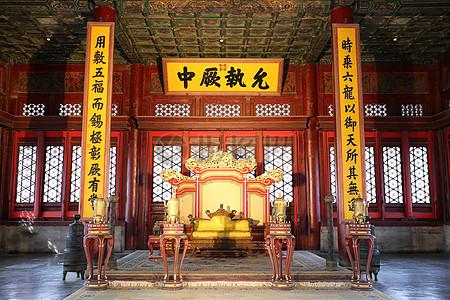 允執厥中
時乘六龍以御天所其無
用敷五福而錫極彰厥有